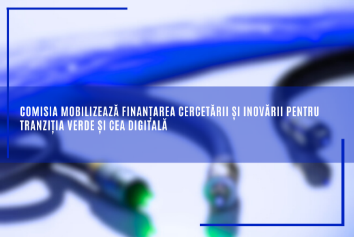 COMISIA MOBILIZEAZĂ FINANȚAREA CERCETĂRII ȘI INOVĂRII PENTRU
TRANZIȚIA VERDE ȘI CEA DIGITALĂ